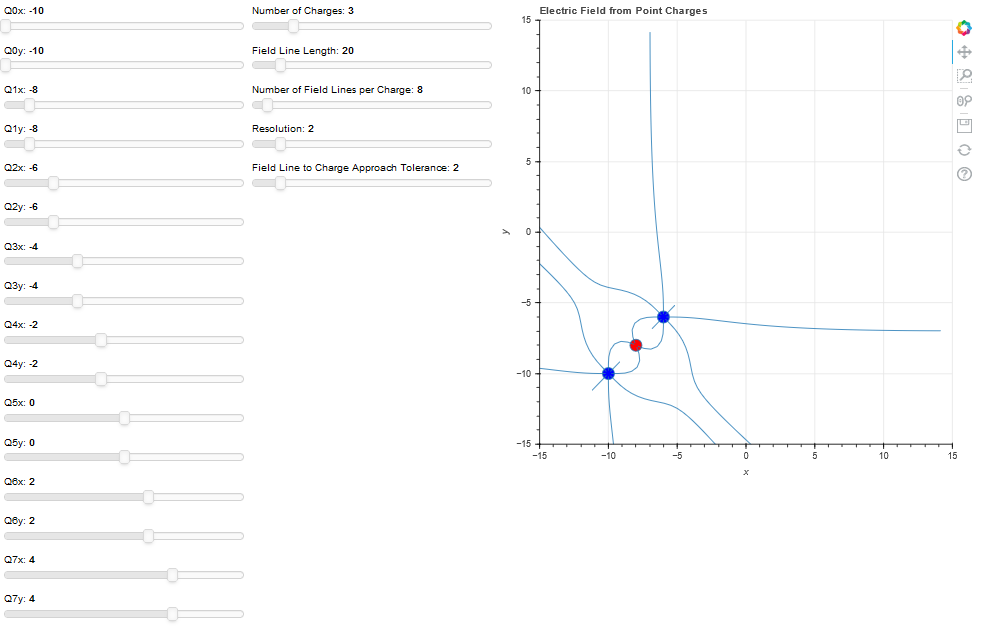 Q0x: -10
Q0y: -10
Q1x: -8
Q1y: -8
Q2x: -6
Q2y: -6
Q3x: -4
Q3y: -4
Q4x: -2
Q4y: -2
Q5x: 0
Q5y: 0
Q6x: 2
Q6y: 2
Q7x: 4
Q7y: 4
Number of Charges: 3
Field Line Length: 20
Number of Field Lines per Charge: 8
Resolution: 2
Field Line to Charge Approach Tolerance: 2
Electric Field from Point Charges
15
10
5
0
−5
−10
−15
y
−15 −10 −5 0 5 10 15
x
?